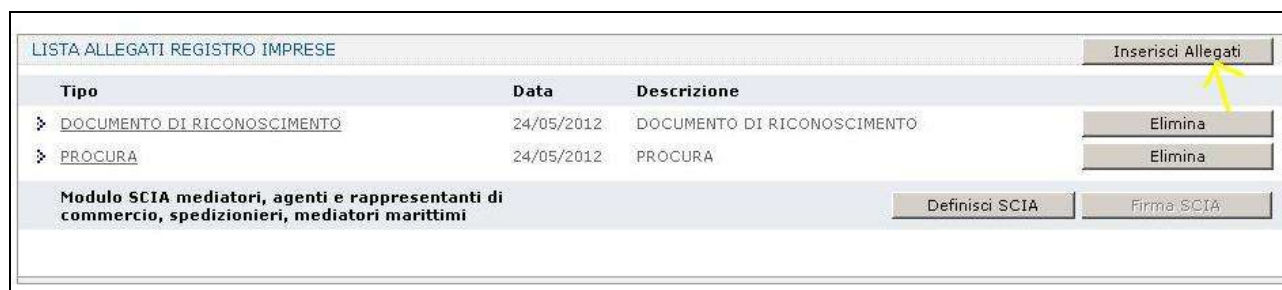 LISTA ALLEGATI REGISTRO IMPRESE Inserisci Allegati
Tipo Data Descrizione
DOCUMENTO DI RICONOSCIMENTO 24/05/2012 DOCUMENTO DI RICONOSCIMENTO Elimina
PROCURA 24/05/2012 PROCURA Elimina
Modulo SCIA mediatori, agenti e rappresentanti di
commercio, spedizionieri, mediatori marittimi
Definisci SCIA Firma SCIA